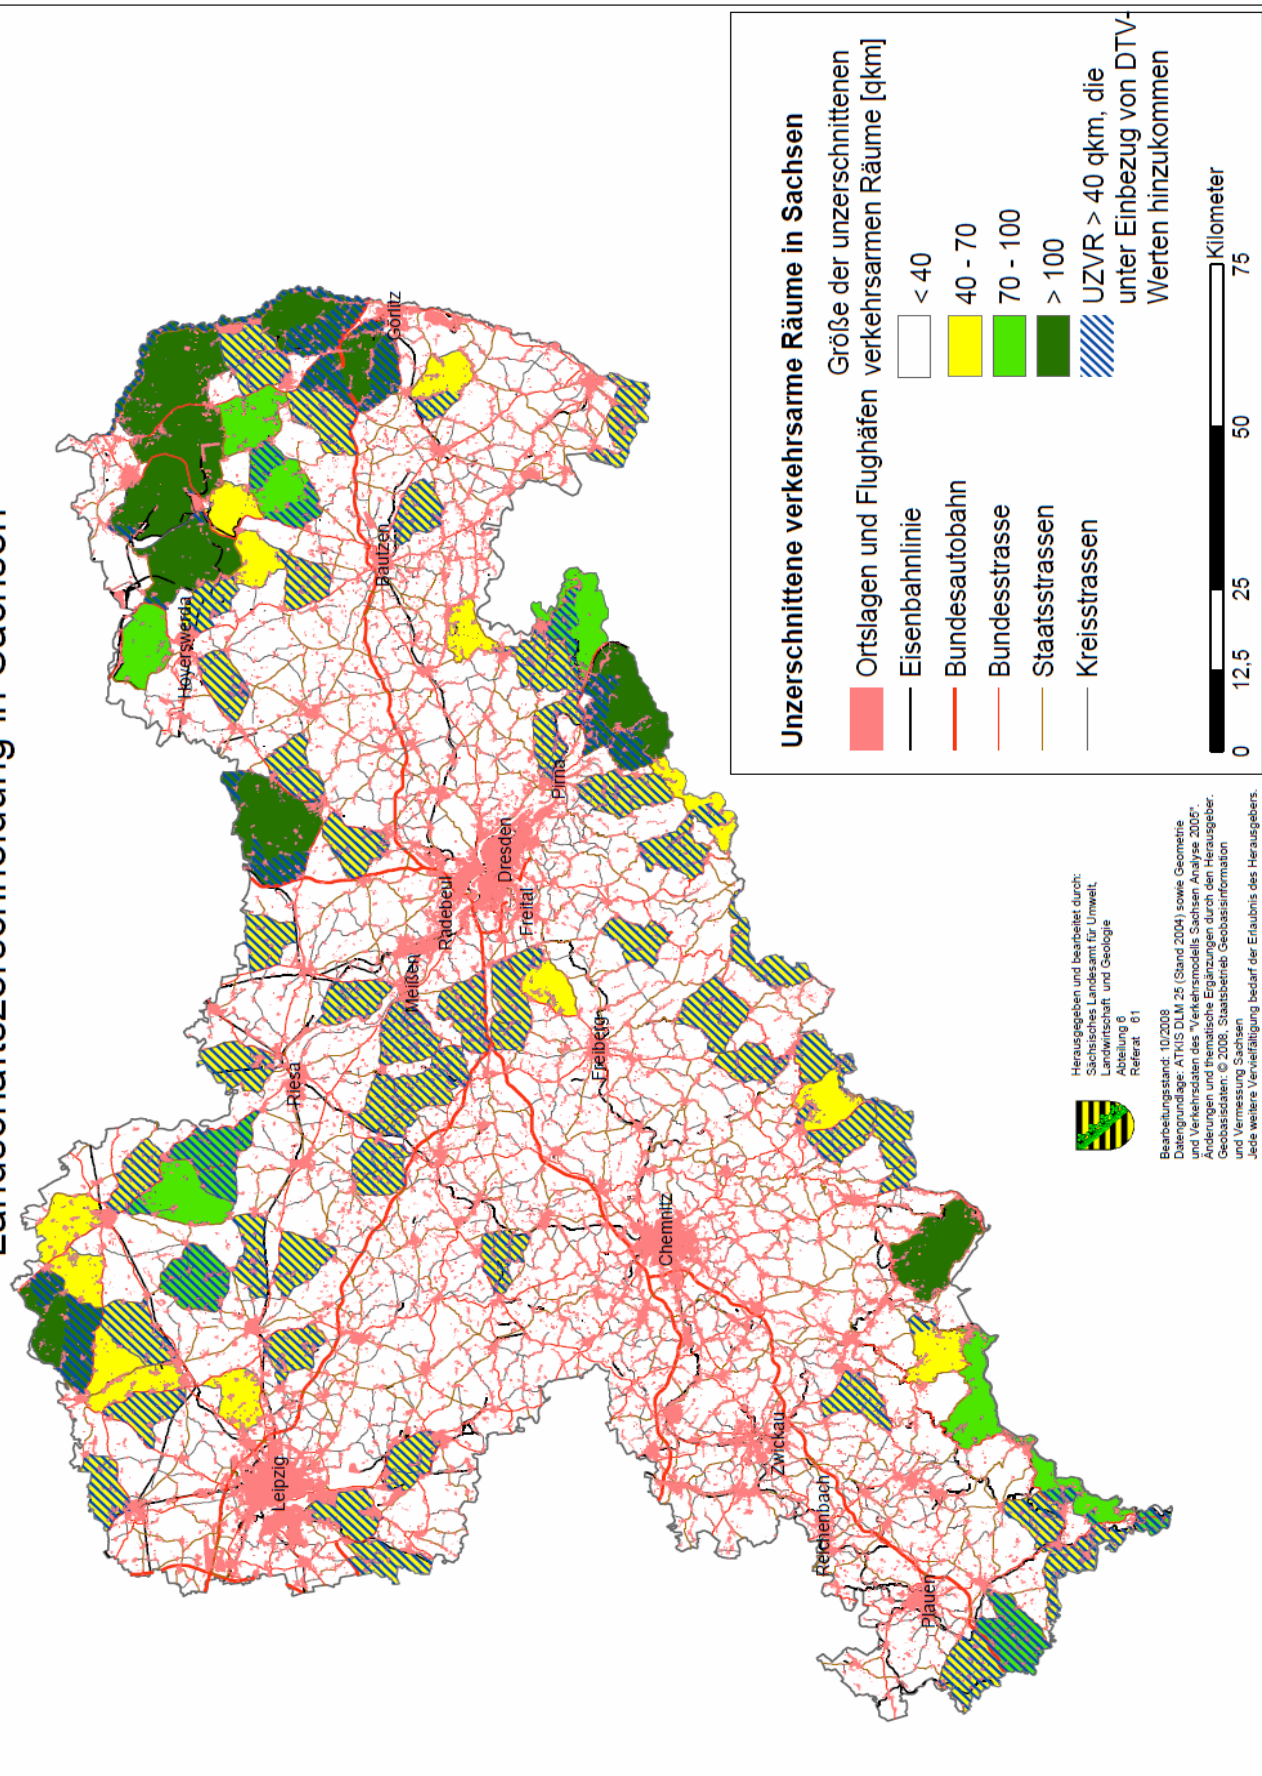 Unzerschnittene verkehrsarme Räume in Sachsen
Ortslagen und Flughäfen
Eisenbahnlinie
Bundesautobahn
Bundesstrasse
Staatsstrassen
Kreisstrassen
Größe der unzerschnittenen
verkehrsarmen Räume [qkm]
< 40
40 - 70
70 - 100
> 100
UZVR > 40 qkm, die
unter Einbezug von DTV-
Werten hinzukommen
0 12,5 25 50 75
Kilometer
Hoyerswerda
Görlitz
Bautzen
Pirna
Dresden
Radebeul
Freital
Meißen
Riesa
Freiberg
Chemnitz
Leipzig
Zwickau
Reichenbach
Plauen
Herausgegeben und bearbeitet durch:
Sächsisches Landesamt für Umwelt,
Landwirtschaft und Geologie
Abteilung 6
Referat 61
Bearbeitungsstand: 10/2008
Datengrundlage: ATKIS DLM 25 (Stand 2004) sowie Geometrie
und Verkehrsdaten des "Verkehrsmodells Sachsen Analyse 2005".
Änderungen und thematische Ergänzungen durch den Herausgeber.
Geobasisdaten: © 2008, Staatsbetrieb Geobasisinformation
und Vermessung Sachsen
Jede weitere Vervielfältigung bedarf der Erlaubnis des Herausgebers.